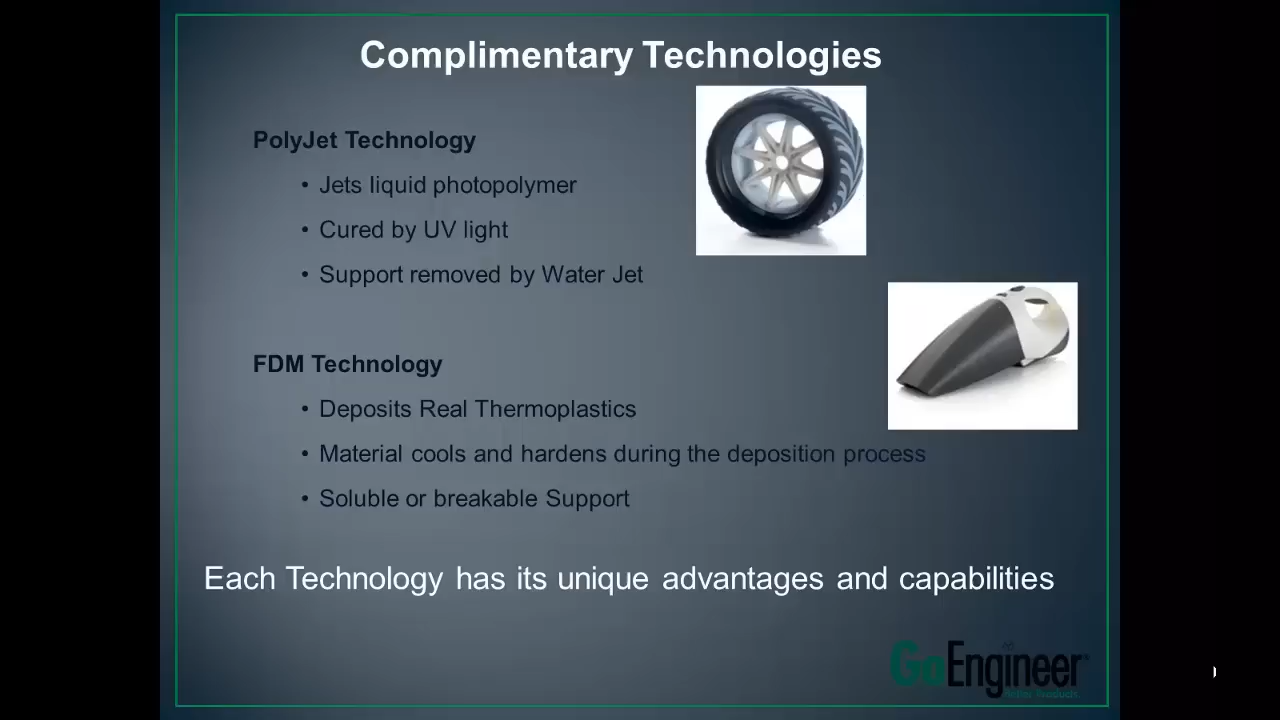 Complimentary Technologies
PolyJet Technology
• Jets liquid photopolymer
• Cured by UV light
• Support removed by Water Jet
FDM Technology
• Deposits Real Thermoplastics
• Material cools and hardens during the deposition process
• Soluble or breakable Support
Each Technology has its unique advantages and capabilities
GoEngineer
Better Products.